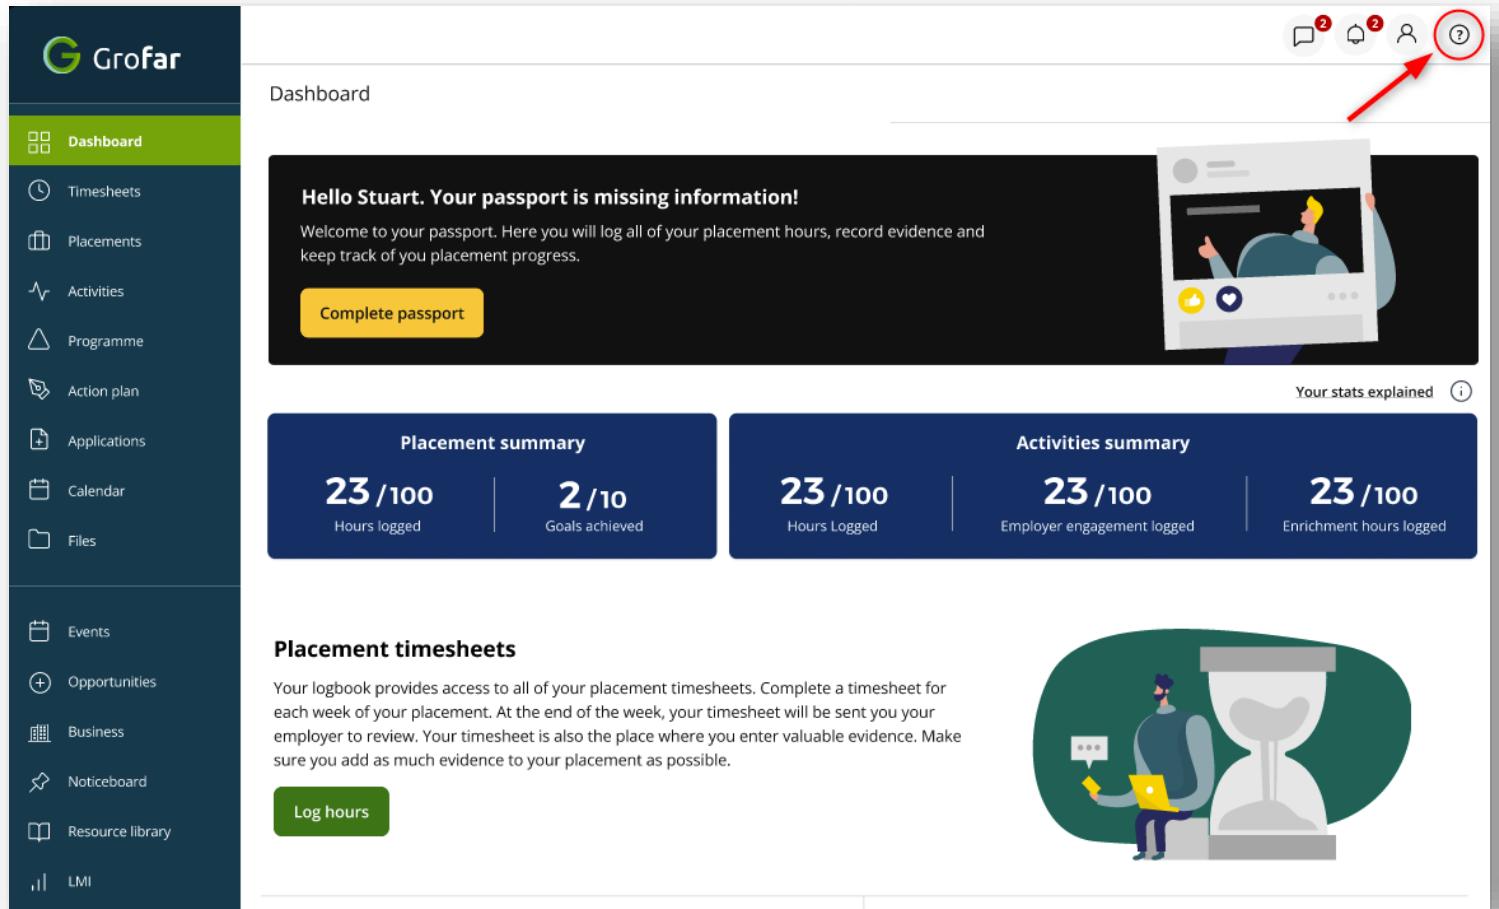 Grofar
2
2
?
Dashboard
Dashboard
Timesheets
Placements
Activities
Programme
Action plan
Applications
Calendar
Files
Events
Opportunities
Business
Noticeboard
Resource library
LMI
Hello Stuart. Your passport is missing information!
Welcome to your passport. Here you will log all of your placement hours, record evidence and
keep track of you placement progress.
Complete passport
Your stats explained i
Placement summary
23 /100
Hours logged
2 /10
Goals achieved
Activities summary
23 /100
Hours Logged
23 /100
Employer engagement logged
23 /100
Enrichment hours logged
Placement timesheets
Your logbook provides access to all of your placement timesheets. Complete a timesheet for
each week of your placement. At the end of the week, your timesheet will be sent you your
employer to review. Your timesheet is also the place where you enter valuable evidence. Make
sure you add as much evidence to your placement as possible.
Log hours